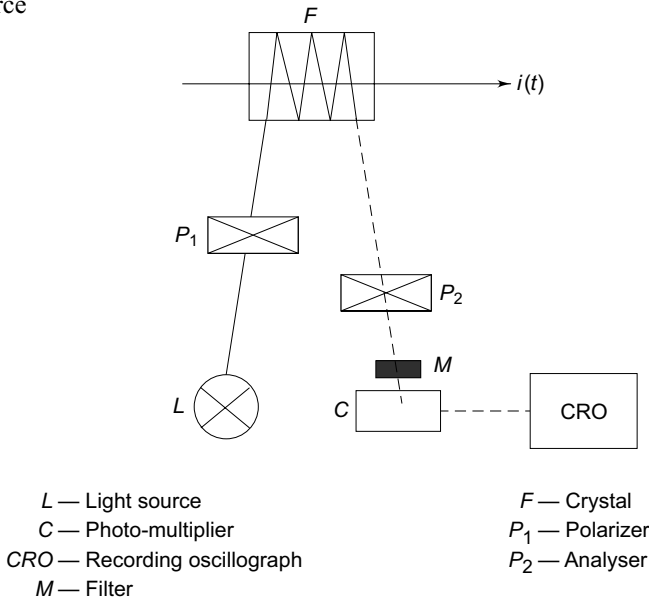 rce
F
i(t)
P1
P2
M
L
C
CRO
L — Light source
C — Photo-multiplier
CRO — Recording oscillograph
M — Filter
F — Crystal
P1 — Polarizer
P2 — Analyser